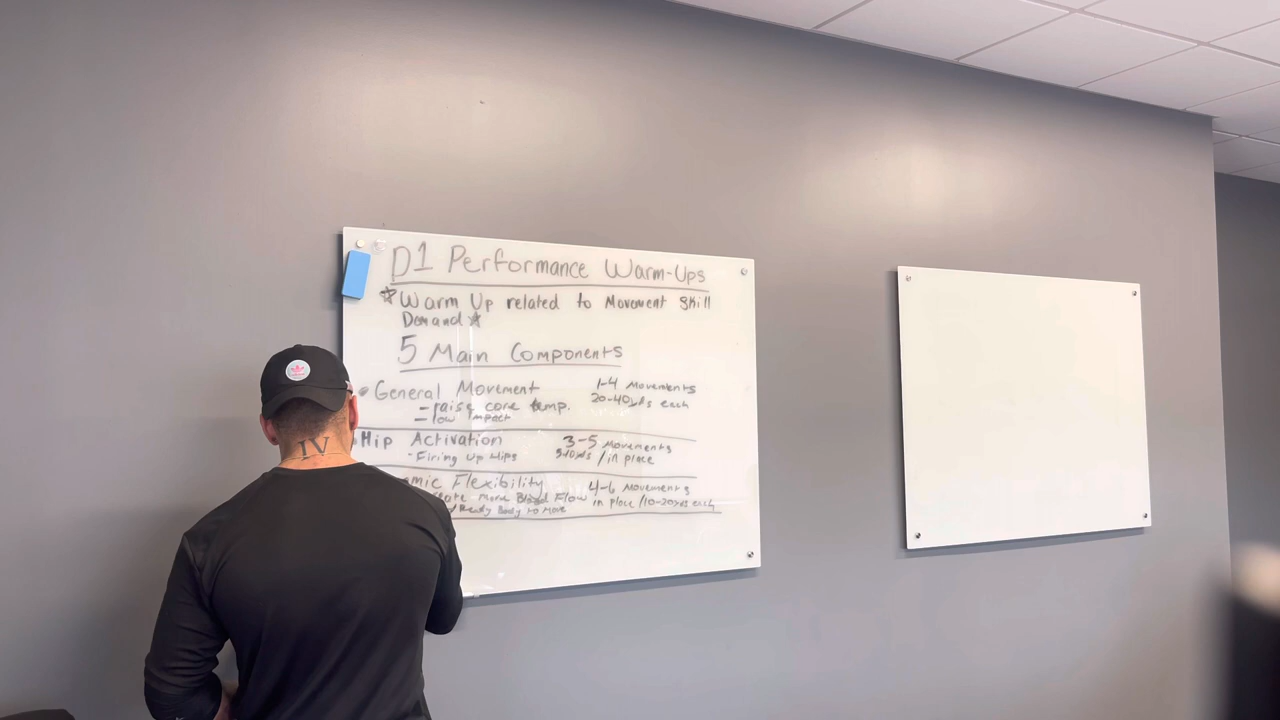 D1 Performance Warm-Ups
*Warm Up related to Movement Skill
Demand*
5 Main Components
General Movement 1-4 Movements
= raise core temp. 20-40yds each
= low impact
Hip Activation 3-5 Movements
- Firing Up Hips 5-10yds / in place
amic Flexibility 4-6 Movements
more Blood Flow in place / 10-20yds each
Ready Body to Move
IV